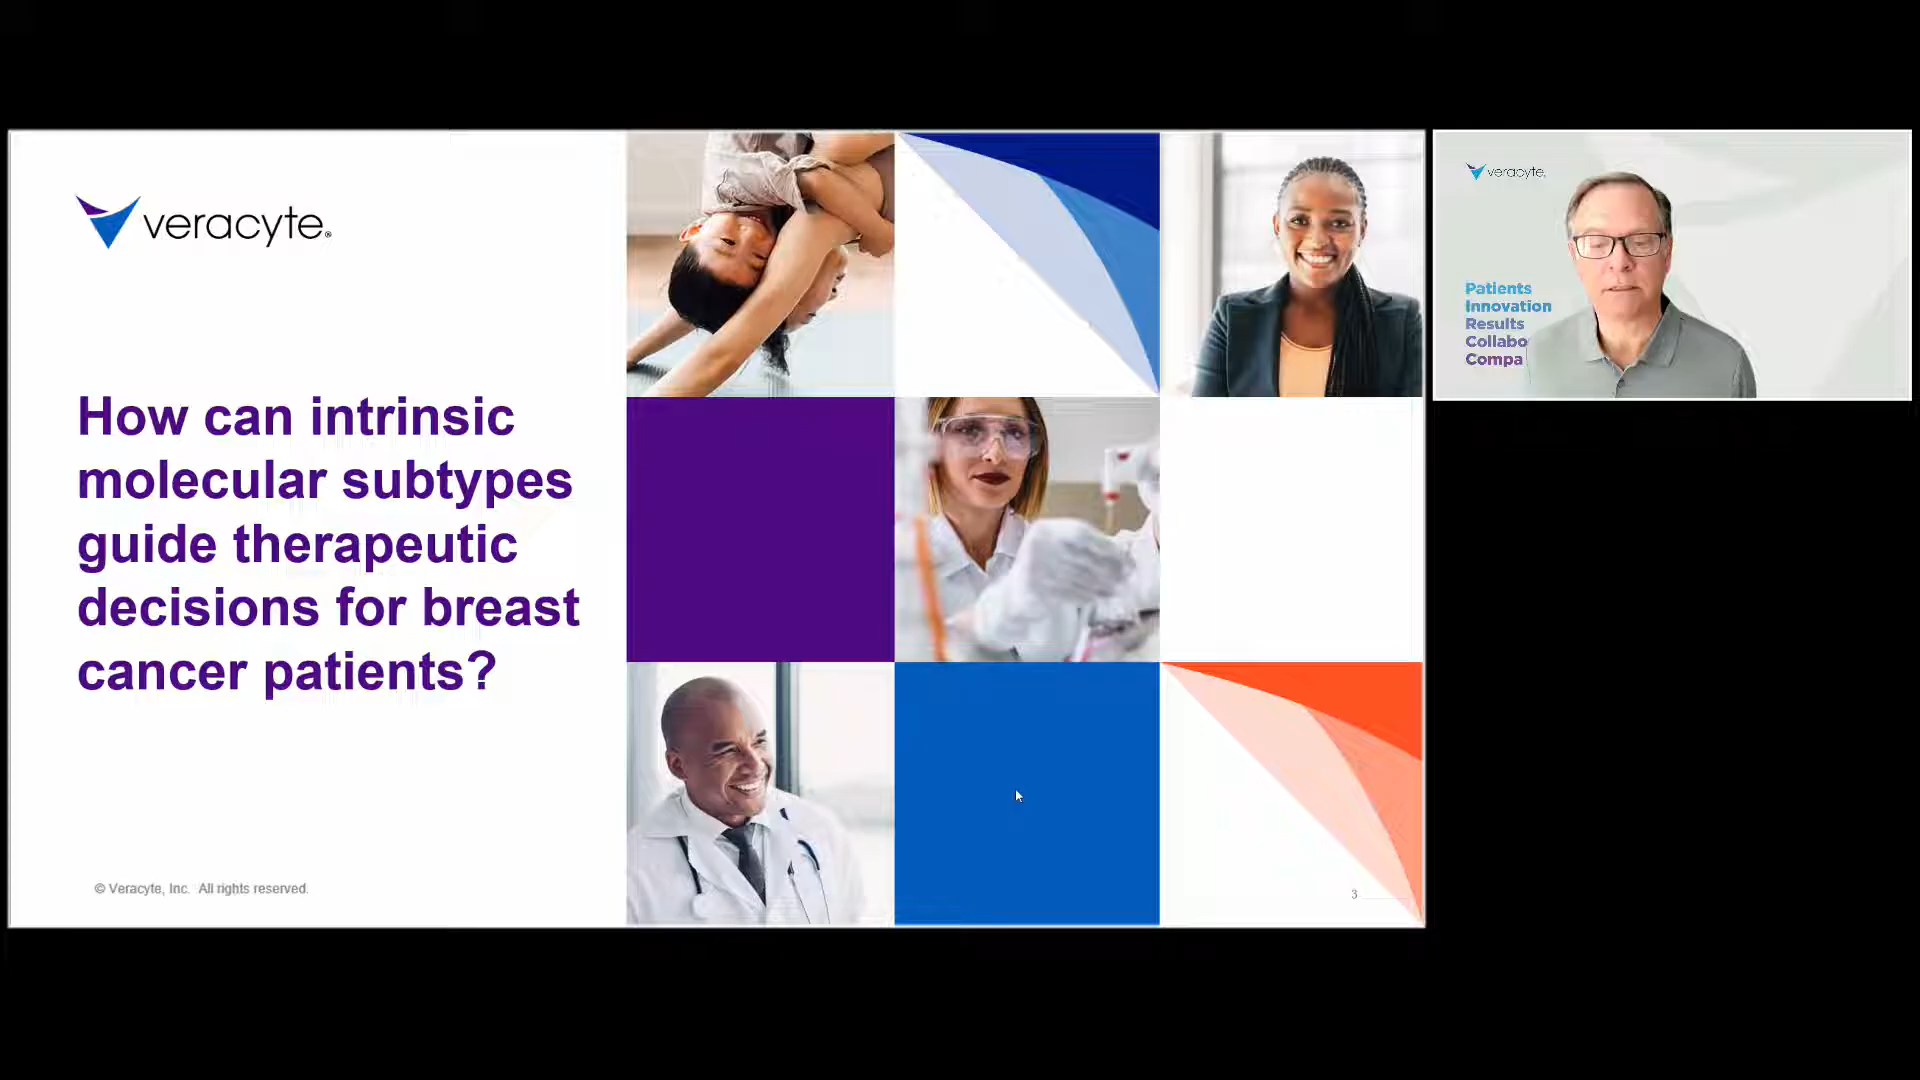 veracyte®
How can intrinsic
molecular subtypes
guide therapeutic
decisions for breast
cancer patients?
© Veracyte, Inc. All rights reserved.
3
veracyte.
Patients
Innovation
Results
Collabo
Compa